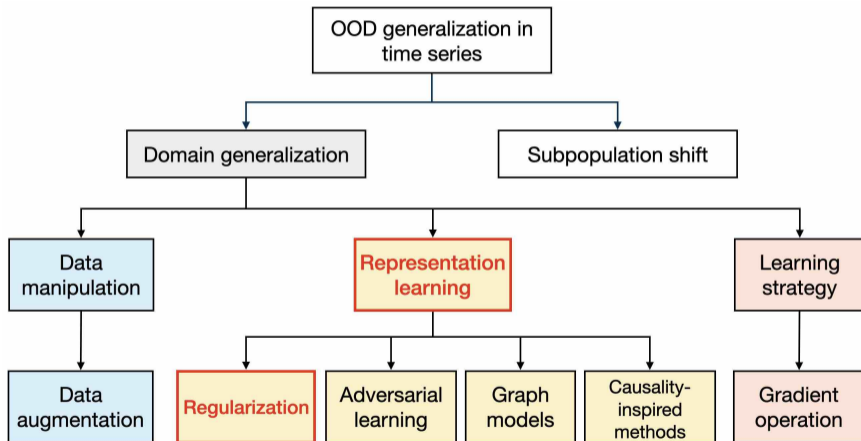 OOD generalization in
time series
Domain generalization
Subpopulation shift
Data
manipulation
Representation
learning
Learning
strategy
Data
augmentation
Regularization
Adversarial
learning
Graph
models
Causality-
inspired
methods
Gradient
operation